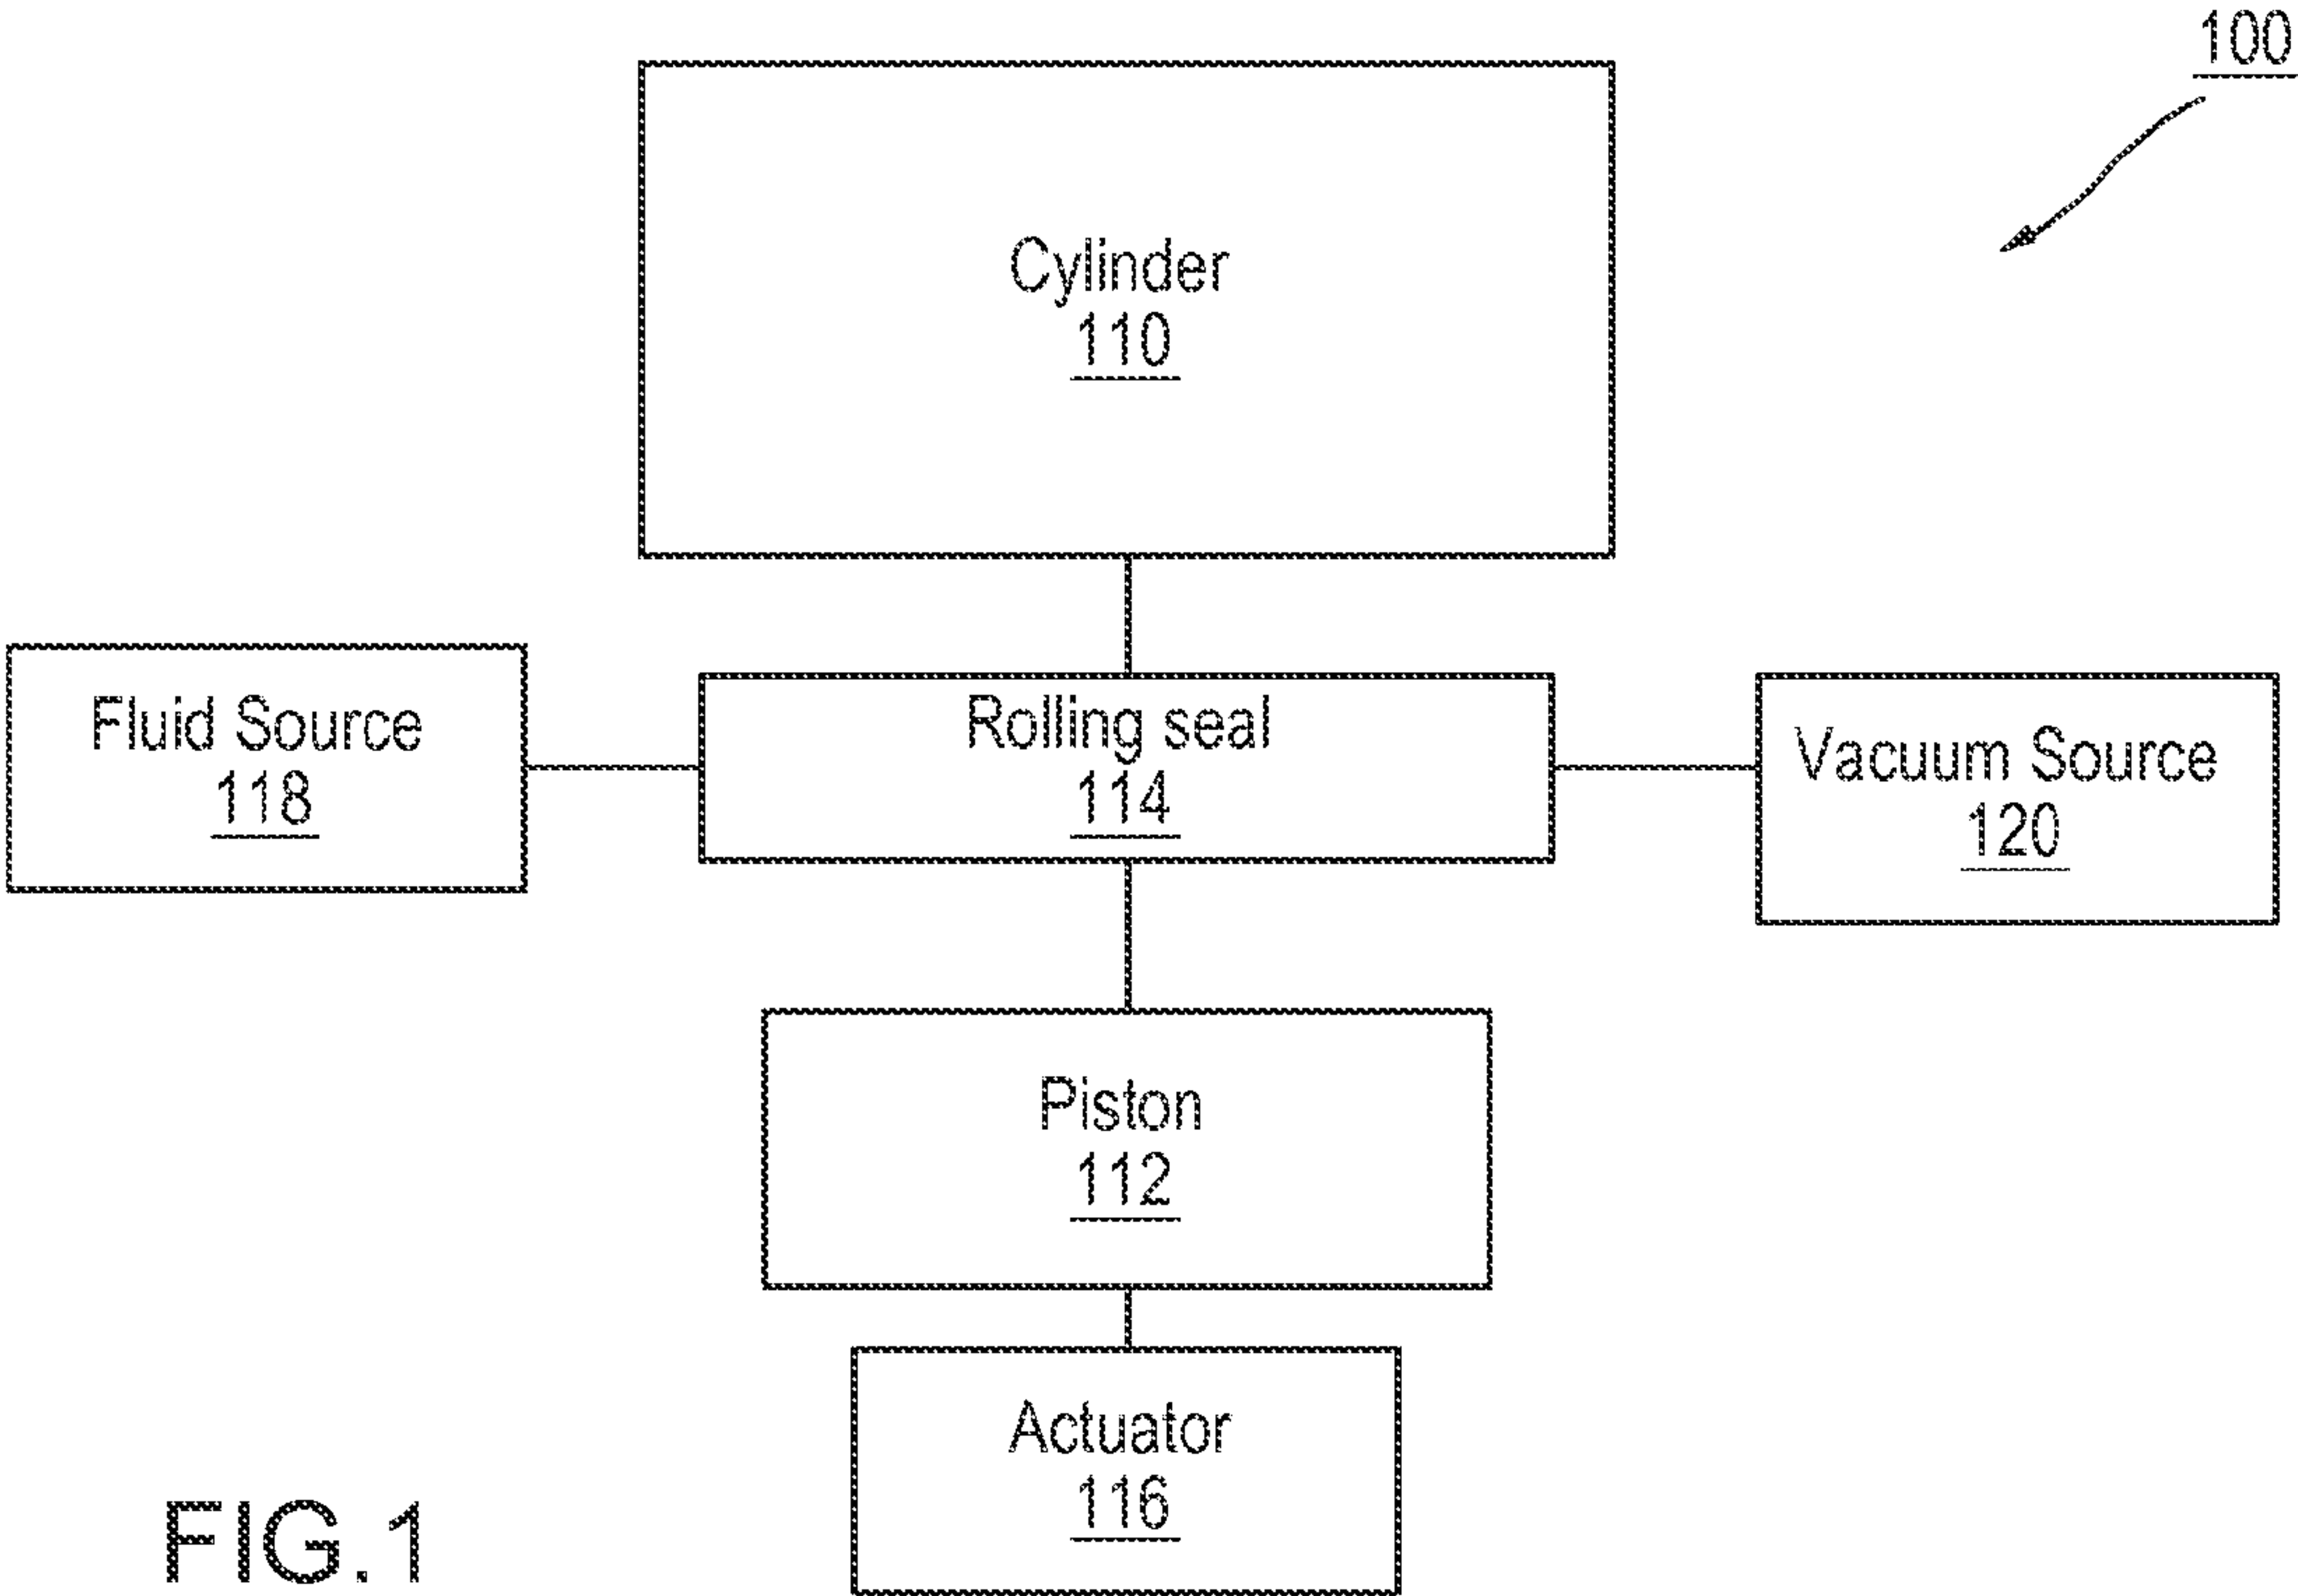 100
Cylinder
110
Fluid Source
118
Rolling seal
114
Vacuum Source
120
Piston
112
Actuator
116
FIG.1